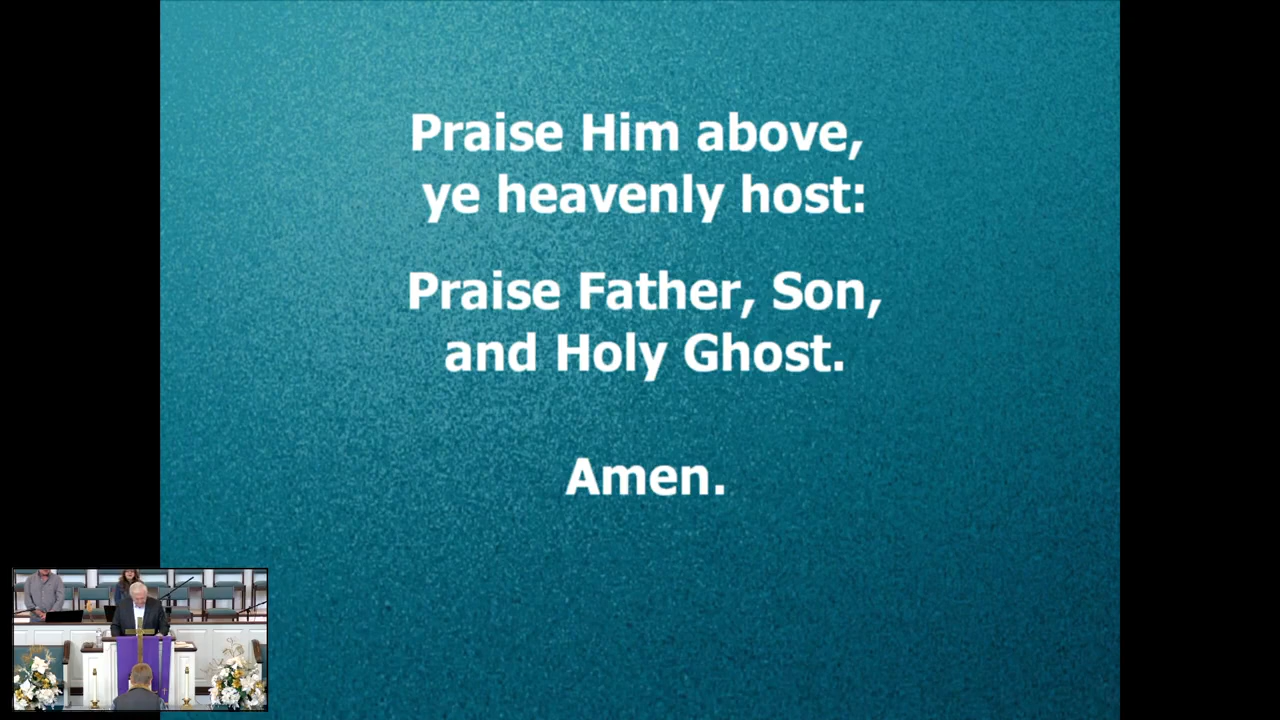 Praise Him above,
ye heavenly host:
Praise Father, Son,
and Holy Ghost.
Amen.